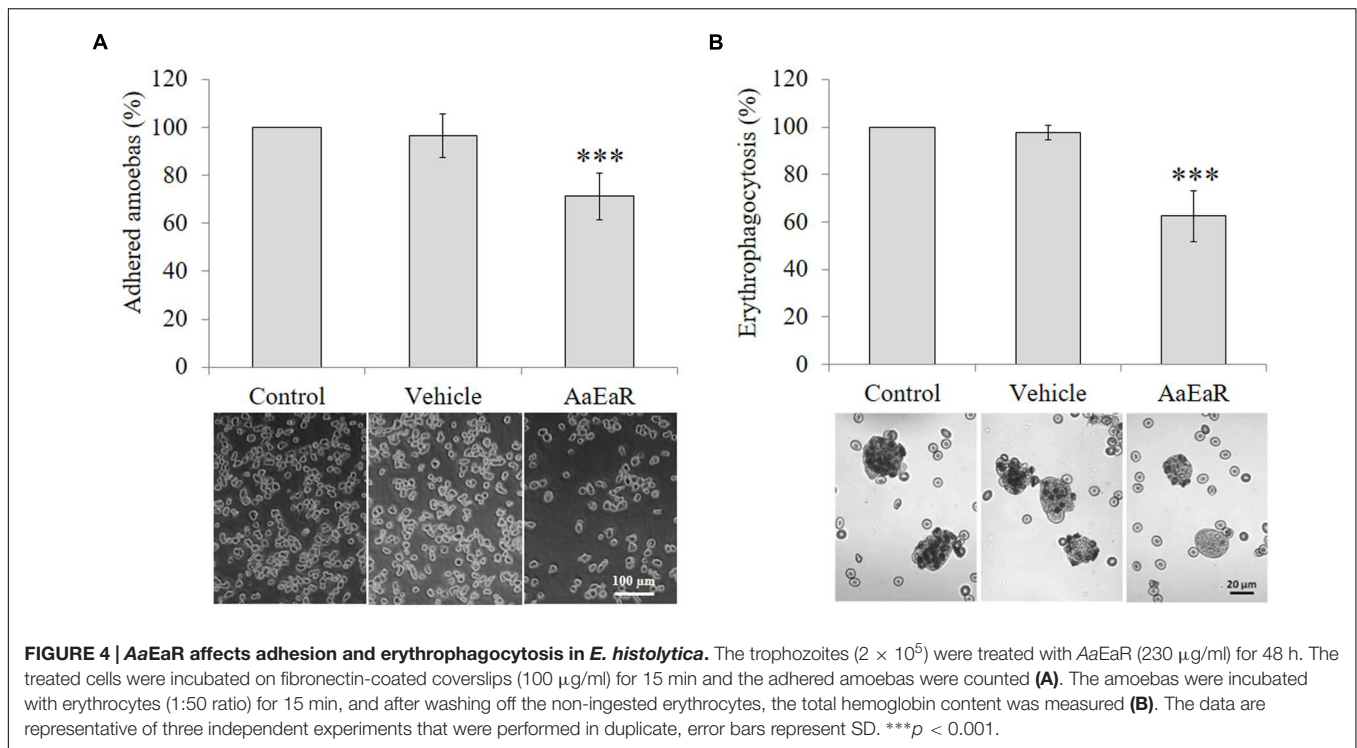 A
B
120
100
80
60
40
20
0
Adhered amoebas (%)
***
Control Vehicle AaEaR
100 µm
120
100
80
60
40
20
0
Erythrophagocytosis (%)
***
Control Vehicle AaEaR
20 µm
FIGURE 4 | AaEaR affects adhesion and erythrophagocytosis in E. histolytica. The trophozoites (2 × 10⁵) were treated with AaEaR (230 µg/ml) for 48 h. The
treated cells were incubated on fibronectin-coated coverslips (100 µg/ml) for 15 min and the adhered amoebas were counted (A). The amoebas were incubated
with erythrocytes (1:50 ratio) for 15 min, and after washing off the non-ingested erythrocytes, the total hemoglobin content was measured (B). The data are
representative of three independent experiments that were performed in duplicate, error bars represent SD. ***p < 0.001.